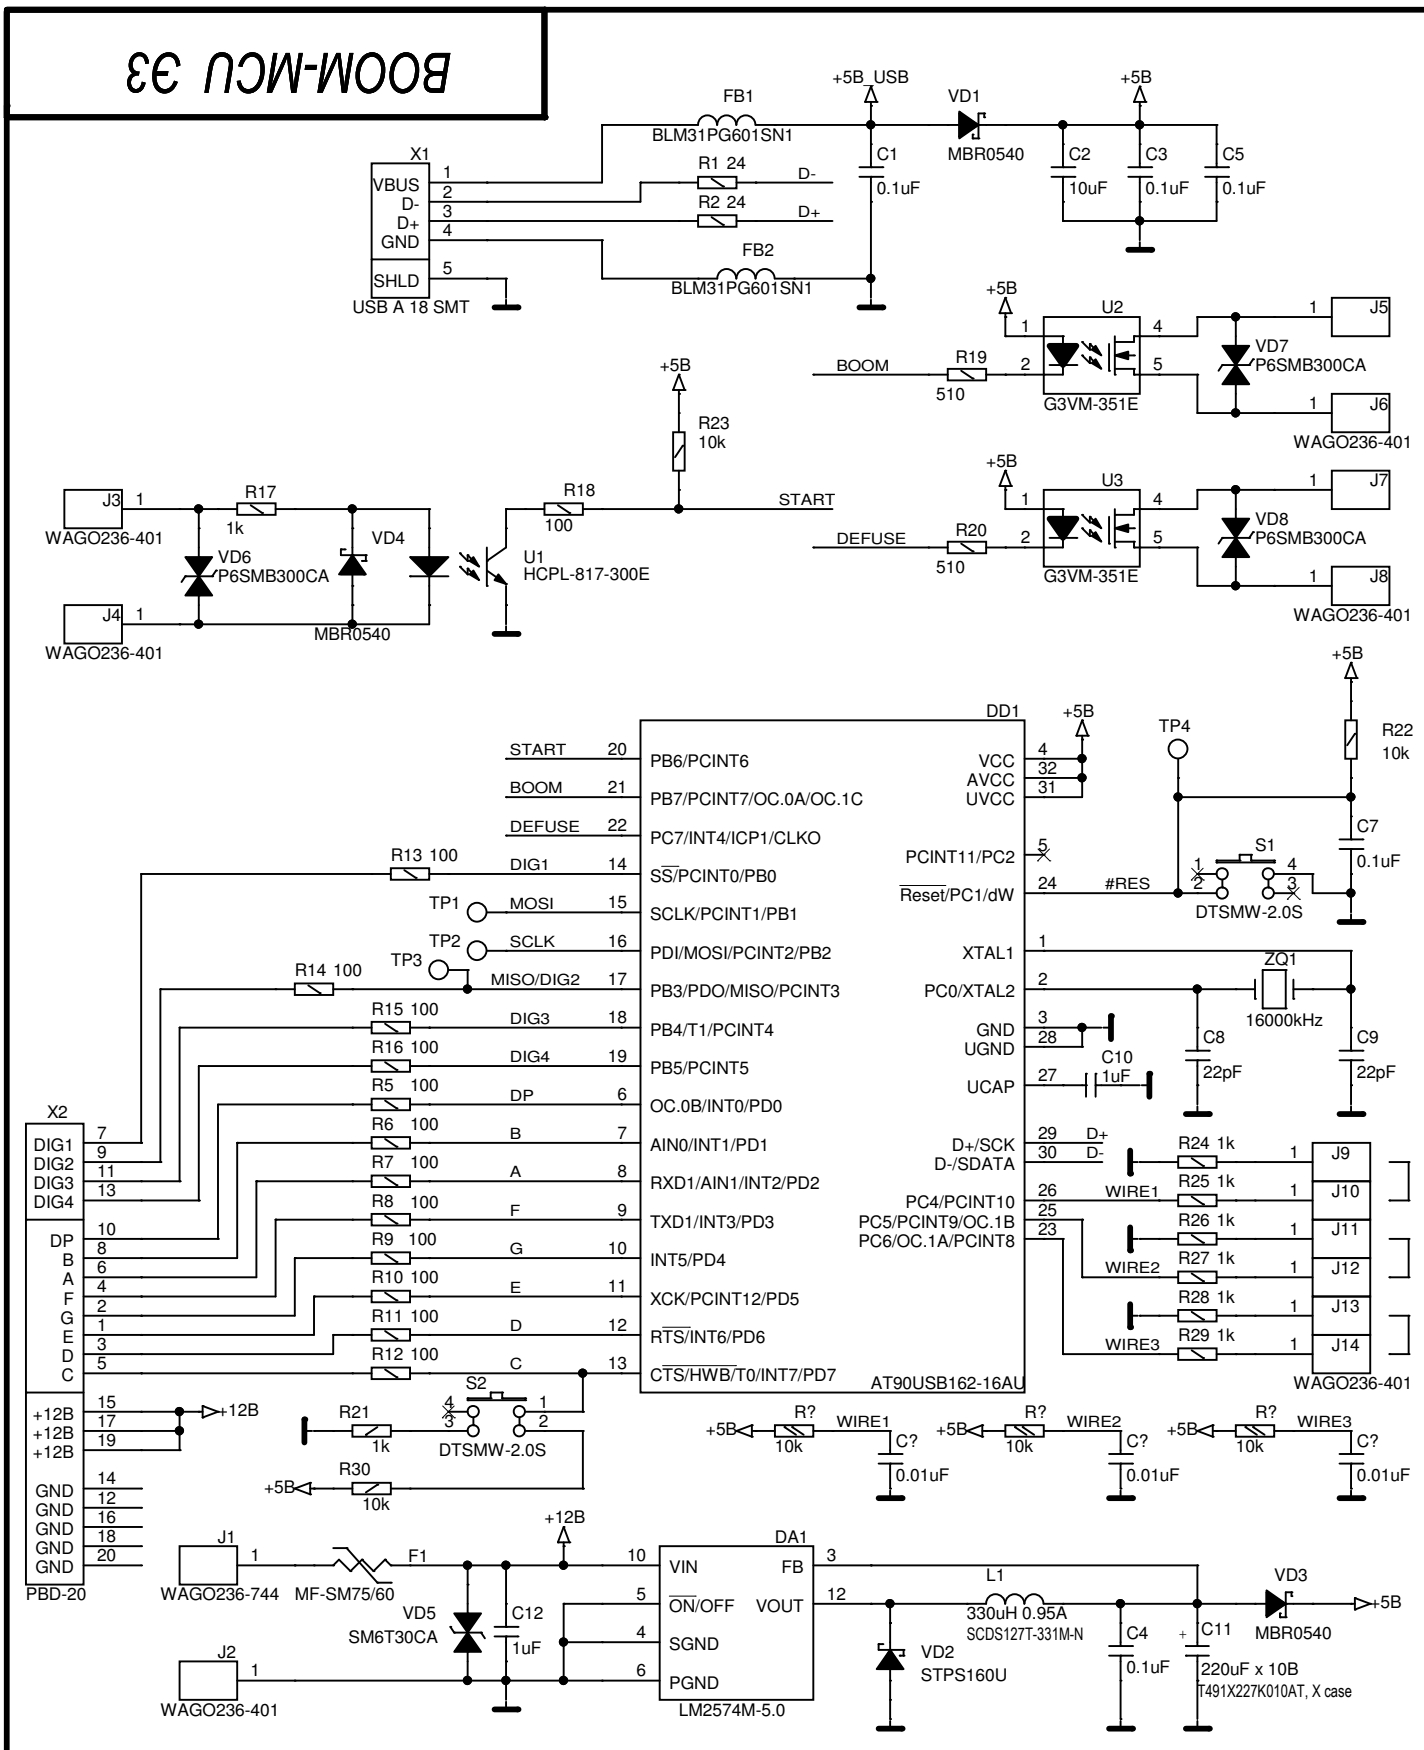 BOOM-MCU Э3
+5B_USB
FB1
BLM31PG601SN1
VD1
MBR0540
+5B
C1
0.1uF
C2
10uF
C3
0.1uF
C5
0.1uF
X1
VBUS 1
D- 2
D+ 3
GND 4
SHLD 5
USB A 18 SMT
R1 24
D-
R2 24
D+
FB2
BLM31PG601SN1
+5B
U2
1
2
4
5
G3VM-351E
BOOM
R19
510
VD7
P6SMB300CA
1 J5
1 J6
WAGO236-401
+5B
R23
10k
J3 1
WAGO236-401
R17
1k
VD6
P6SMB300CA
VD4
MBR0540
J4 1
WAGO236-401
R18
100
START
U1
HCPL-817-300E
+5B
U3
1
2
4
5
G3VM-351E
DEFUSE
R20
510
VD8
P6SMB300CA
1 J7
1 J8
WAGO236-401
+5B
R22
10k
TP4
C7
0.1uF
S1
1
2
4
3
DTSMW-2.0S
DD1
+5B
START 20 PB6/PCINT6
BOOM 21 PB7/PCINT7/OC.0A/OC.1C
DEFUSE 22 PC7/INT4/ICP1/CLKO
R13 100 DIG1 14 SS/PCINT0/PB0
TP1 MOSI 15 SCLK/PCINT1/PB1
TP2 SCLK 16 PDI/MOSI/PCINT2/PB2
TP3
R14 100 MISO/DIG2 17 PB3/PDO/MISO/PCINT3
R15 100 DIG3 18 PB4/T1/PCINT4
R16 100 DIG4 19 PB5/PCINT5
R5 100 DP 6 OC.0B/INT0/PD0
R6 100 B 7 AIN0/INT1/PD1
R7 100 A 8 RXD1/AIN1/INT2/PD2
R8 100 F 9 TXD1/INT3/PD3
R9 100 G 10 INT5/PD4
R10 100 E 11 XCK/PCINT12/PD5
R11 100 D 12 RTS/INT6/PD6
R12 100 C 13 CTS/HWB/T0/INT7/PD7
VCC 4
AVCC 32
UVCC 31
PCINT11/PC2 5
Reset/PC1/dW 24 #RES
XTAL1 1
PC0/XTAL2 2
GND 3
UGND 28
UCAP 27
D+/SCK 29 D+
D-/SDATA 30 D-
PC4/PCINT10 26 WIRE1
PC5/PCINT9/OC.1B 25
PC6/OC.1A/PCINT8 23
AT90USB162-16AU
ZQ1
16000kHz
C8
22pF
C9
22pF
C10
1uF
R24 1k 1 J9
R25 1k 1 J10
R26 1k 1 J11
WIRE2 R27 1k 1 J12
R28 1k 1 J13
WIRE3 R29 1k 1 J14
WAGO236-401
X2
DIG1 7
DIG2 9
DIG3 11
DIG4 13
DP 10
B 8
A 6
F 4
G 2
E 1
D 3
C 5
+12B 15
+12B 17
+12B 19
+12B
GND 14
GND 12
GND 16
GND 18
GND 20
PBD-20
S2
4
3
1
2
DTSMW-2.0S
R21
1k
+5B
R30
10k
+5B R? WIRE1
10k
C?
0.01uF
+5B R? WIRE2
10k
C?
0.01uF
+5B R? WIRE3
10k
C?
0.01uF
J1 1
WAGO236-744
F1
MF-SM75/60
+12B
VD5
SM6T30CA
C12
1uF
J2 1
WAGO236-401
DA1
10 VIN
5 ON/OFF
4 SGND
6 PGND
FB 3
VOUT 12
LM2574M-5.0
L1
330uH 0.95A
SCDS127T-331M-N
VD2
STPS160U
C4
0.1uF
+ C11
220uF x 10B
T491X227K010AT, X case
VD3
MBR0540
+5B